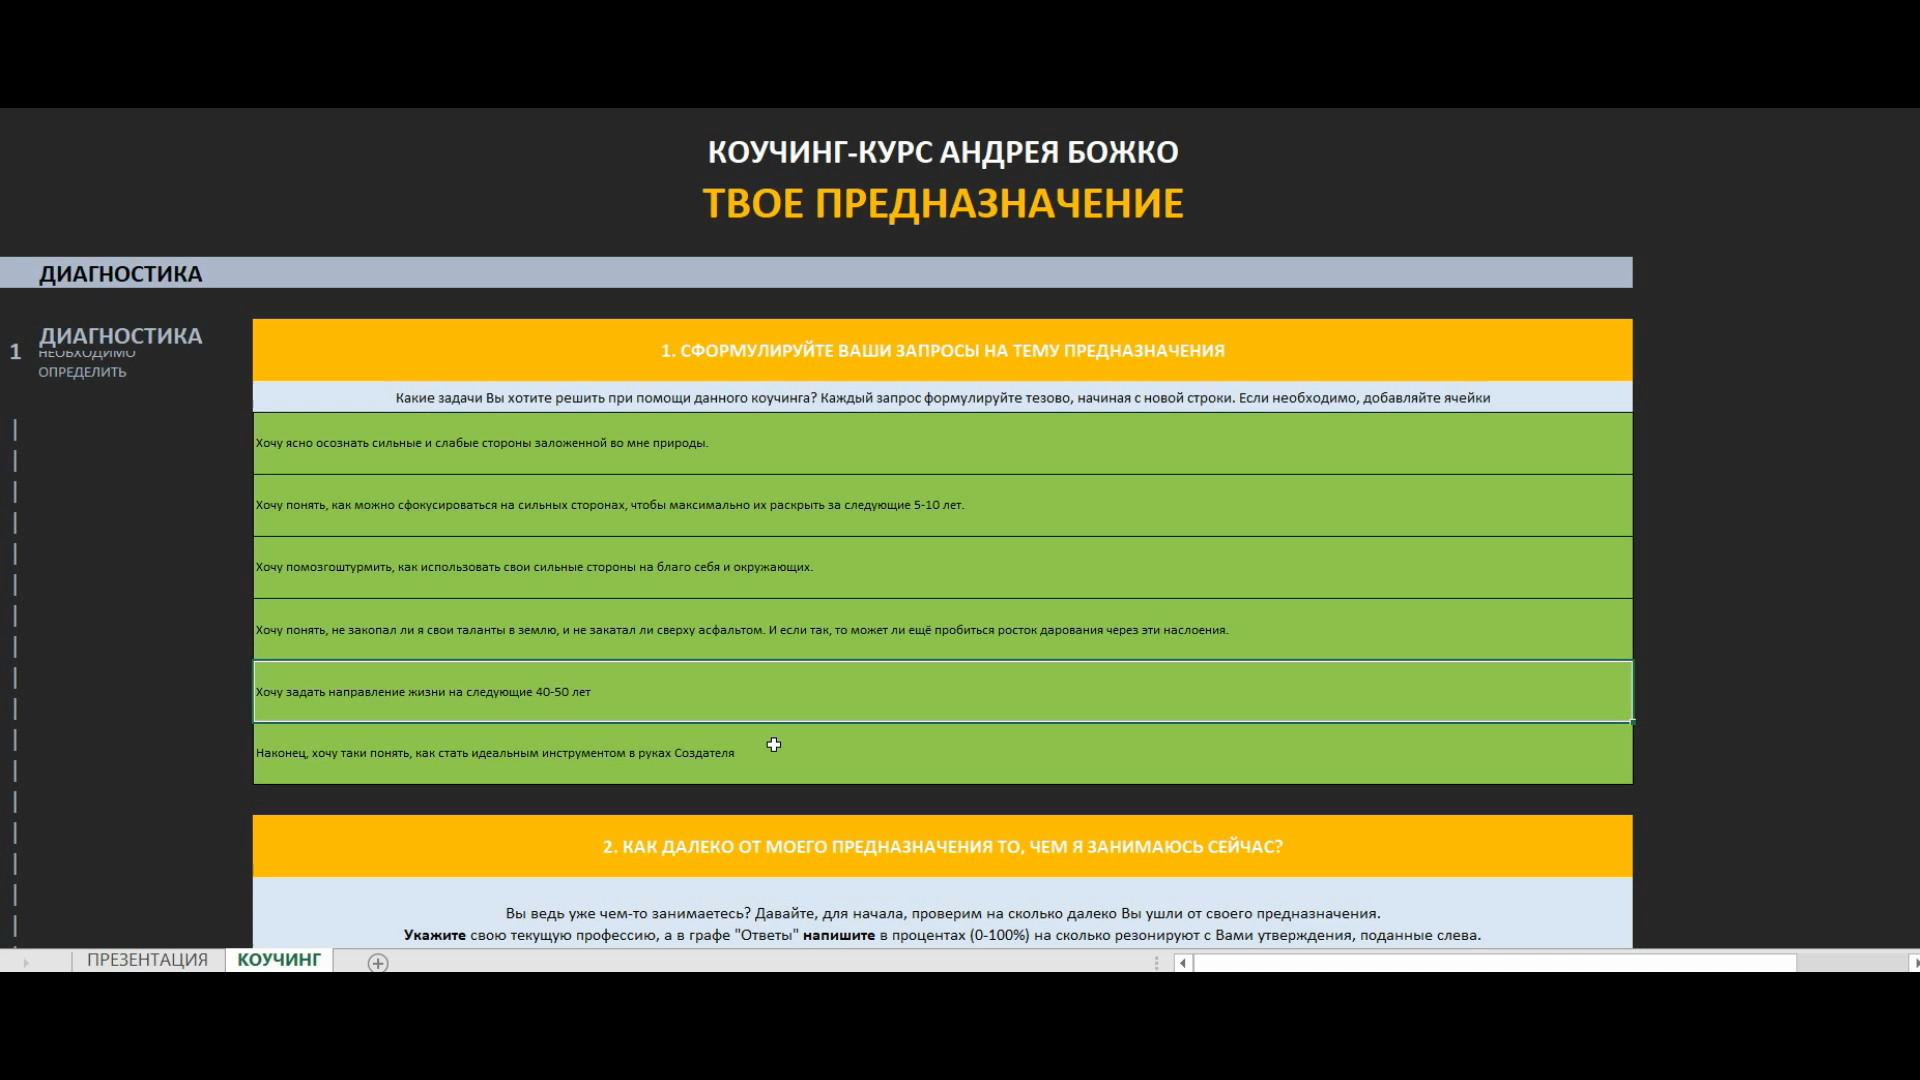 КОУЧИНГ-КУРС АНДРЕЯ БОЖКО
ТВОЕ ПРЕДНАЗНАЧЕНИЕ
ДИАГНОСТИКА
1
ДИАГНОСТИКА
НЕОБХОДИМО
ОПРЕДЕЛИТЬ
1. СФОРМУЛИРУЙТЕ ВАШИ ЗАПРОСЫ НА ТЕМУ ПРЕДНАЗНАЧЕНИЯ
Какие задачи Вы хотите решить при помощи данного коучинга? Каждый запрос формулируйте тезово, начиная с новой строки. Если необходимо, добавляйте ячейки
Хочу ясно осознать сильные и слабые стороны заложенной во мне природы.
Хочу понять, как можно сфокусироваться на сильных сторонах, чтобы максимально их раскрыть за следующие 5-10 лет.
Хочу помозгоштурмить, как использовать свои сильные стороны на благо себя и окружающих.
Хочу понять, не закопал ли я свои таланты в землю, и не закатал ли сверху асфальтом. И если так, то может ли ещё пробиться росток дарования через эти наслоения.
Хочу задать направление жизни на следующие 40-50 лет
Наконец, хочу таки понять, как стать идеальным инструментом в руках Создателя
2. КАК ДАЛЕКО ОТ МОЕГО ПРЕДНАЗНАЧЕНИЯ ТО, ЧЕМ Я ЗАНИМАЮСЬ СЕЙЧАС?
Вы ведь уже чем-то занимаетесь? Давайте, для начала, проверим на сколько далеко Вы ушли от своего предназначения.
Укажите свою текущую профессию, а в графе "Ответы" напишите в процентах (0-100%) на сколько резонируют с Вами утверждения, поданные слева.
ПРЕЗЕНТАЦИЯ
КОУЧИНГ